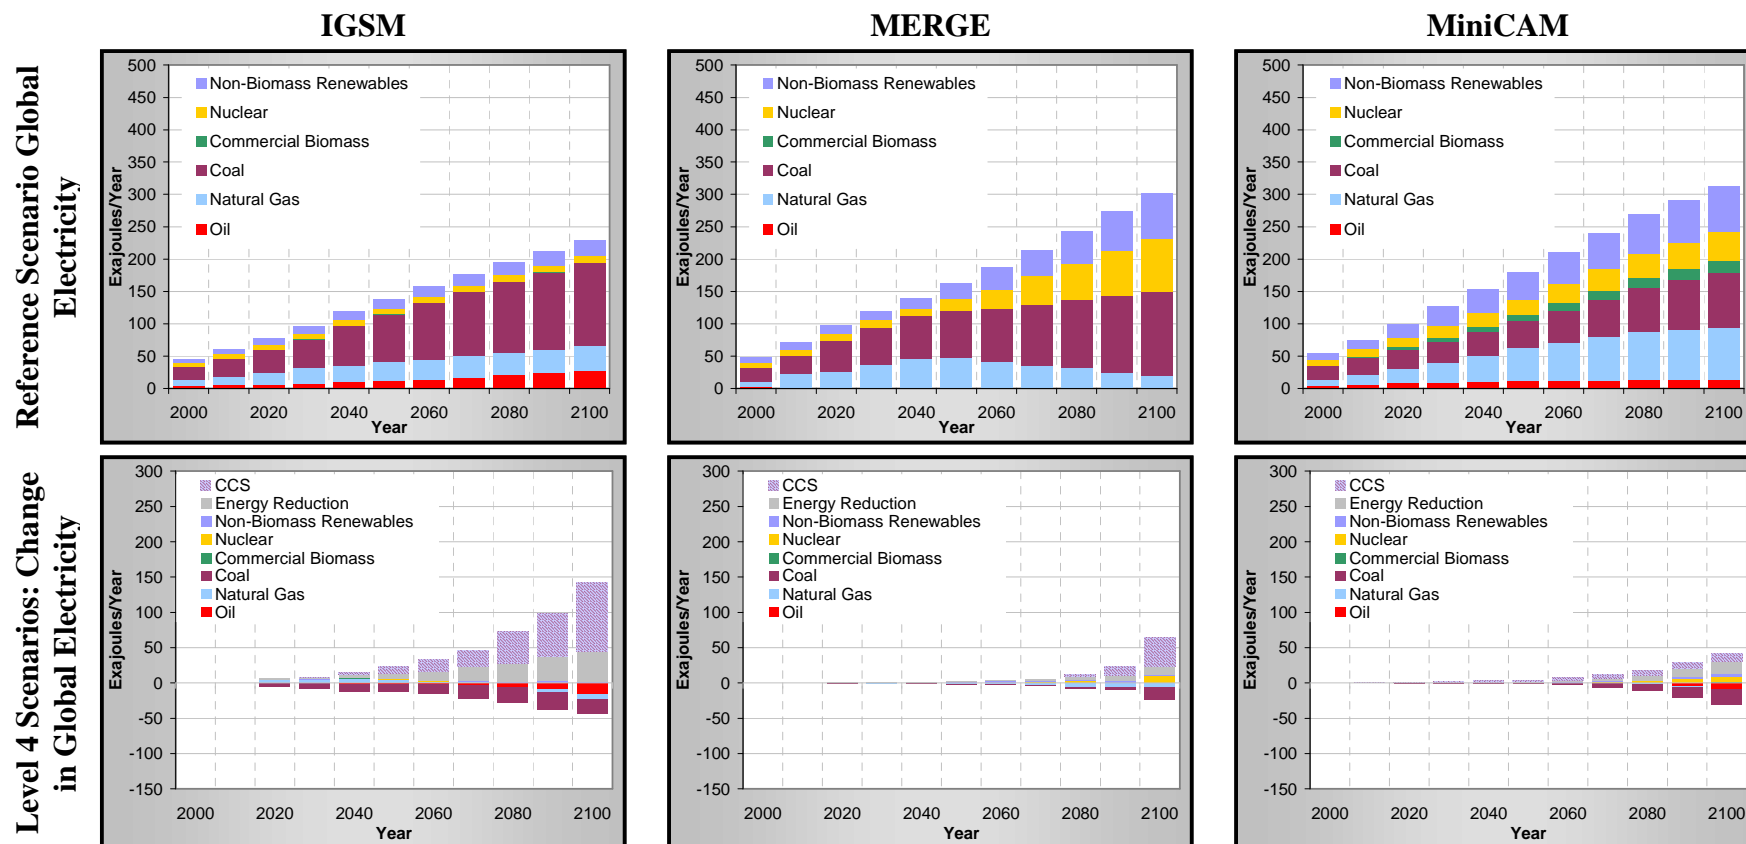 IGSM
MERGE
MiniCAM
Reference Scenario Global
Electricity
Exajoules/Year
500
450
400
350
300
250
200
150
100
50
0
Non-Biomass Renewables
Nuclear
Commercial Biomass
Coal
Natural Gas
Oil
2000
2020
2040
2060
2080
2100
Year
Exajoules/Year
500
450
400
350
300
250
200
150
100
50
0
Non-Biomass Renewables
Nuclear
Commercial Biomass
Coal
Natural Gas
Oil
2000
2020
2040
2060
2080
2100
Year
Exajoules/Year
500
450
400
350
300
250
200
150
100
50
0
Non-Biomass Renewables
Nuclear
Commercial Biomass
Coal
Natural Gas
Oil
2000
2020
2040
2060
2080
2100
Year
Level 4 Scenarios: Change
in Global Electricity
Exajoules/Year
300
250
200
150
100
50
0
-50
-100
-150
CCS
Energy Reduction
Non-Biomass Renewables
Nuclear
Commercial Biomass
Coal
Natural Gas
Oil
2000
2020
2040
2060
2080
2100
Year
Exajoules/Year
300
250
200
150
100
50
0
-50
-100
-150
CCS
Energy Reduction
Non-Biomass Renewables
Nuclear
Commercial Biomass
Coal
Natural Gas
Oil
2000
2020
2040
2060
2080
2100
Year
Exajoules/Year
300
250
200
150
100
50
0
-50
-100
-150
CCS
Energy Reduction
Non-Biomass Renewables
Nuclear
Commercial Biomass
Coal
Natural Gas
Oil
2000
2020
2040
2060
2080
2100
Year